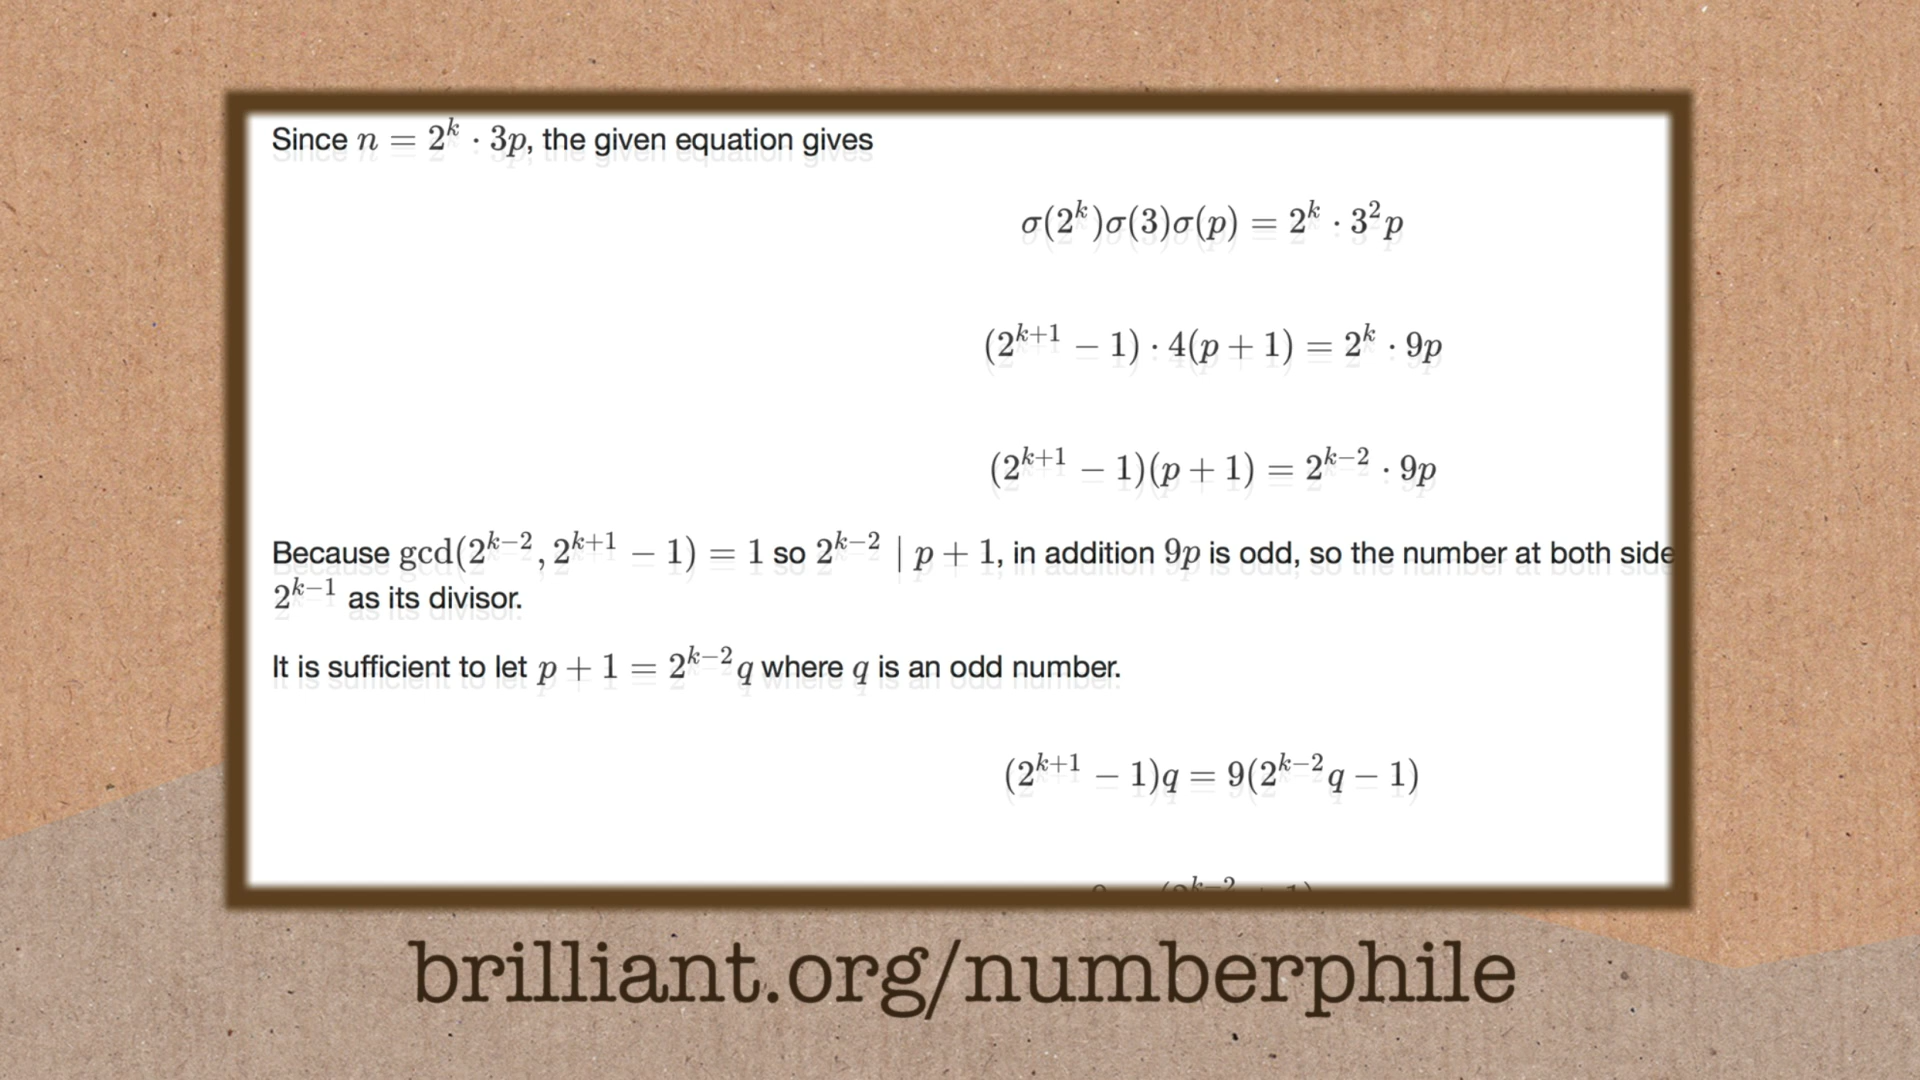 Since n = 2^k · 3p, the given equation gives
σ(2^k)σ(3)σ(p) = 2^k · 3^2 p
(2^{k+1} − 1) · 4(p + 1) = 2^k · 9p
(2^{k+1} − 1)(p + 1) = 2^{k−2} · 9p
Because gcd(2^{k−2}, 2^{k+1} − 1) = 1 so 2^{k−2} | p + 1, in addition 9p is odd, so the number at both side
2^{k−1} as its divisor.
It is sufficient to let p + 1 = 2^{k−2}q where q is an odd number.
(2^{k+1} − 1)q = 9(2^{k−2}q − 1)
brilliant.org/numberphile